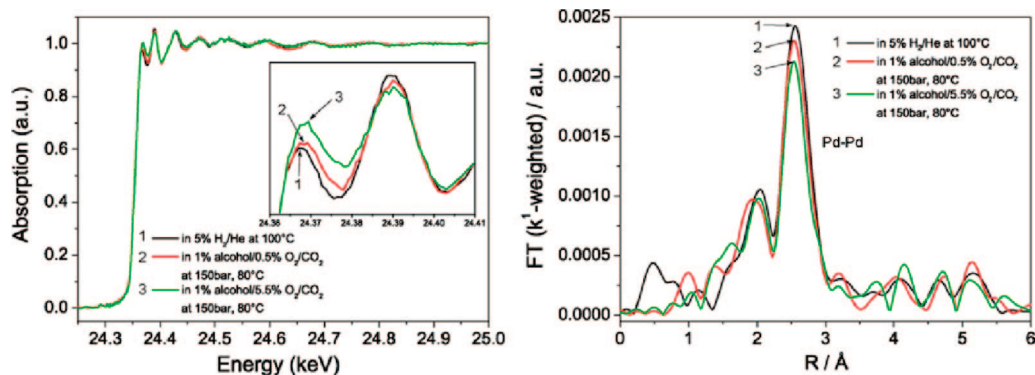 Absorption (a.u.)
1.0
0.8
0.6
0.4
0.2
0.0
2
3
1
24.36 24.37 24.38 24.39 24.40 24.41
1 in 5% H₂/He at 100°C
2 in 1% alcohol/0.5% O₂/CO₂
at 150bar, 80°C
3 in 1% alcohol/5.5% O₂/CO₂
at 150bar, 80°C
24.3 24.4 24.5 24.6 24.7 24.8 24.9 25.0
Energy (keV)
FT (k¹-weighted) / a.u.
0.0025
0.0020
0.0015
0.0010
0.0005
0.0000
1
2
3
1 in 5% H₂/He at 100°C
2 in 1% alcohol/0.5% O₂/CO₂
at 150bar, 80°C
3 in 1% alcohol/5.5% O₂/CO₂
at 150bar, 80°C
Pd-Pd
0 1 2 3 4 5 6
R / Å